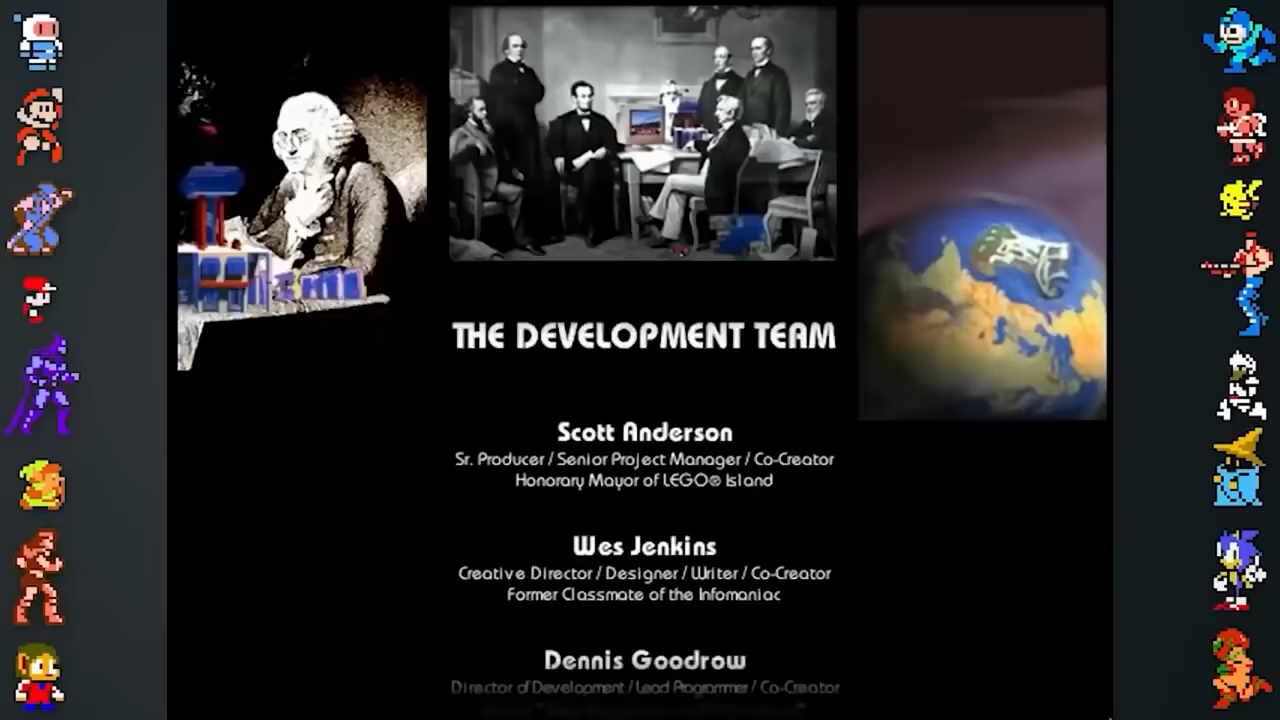 THE DEVELOPMENT TEAM
Scott Anderson
Sr. Producer / Senior Project Manager / Co-Creator
Honorary Mayor of LEGO® Island
Wes Jenkins
Creative Director / Designer / Writer / Co-Creator
Former Classmate of the Infomaniac
Dennis Goodrow
Director of Development / Lead Programmer / Co-Creator